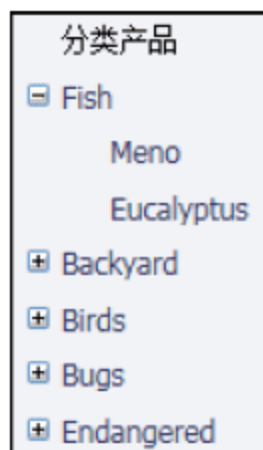 分类产品
Fish
Meno
Eucalyptus
Backyard
Birds
Bugs
Endangered